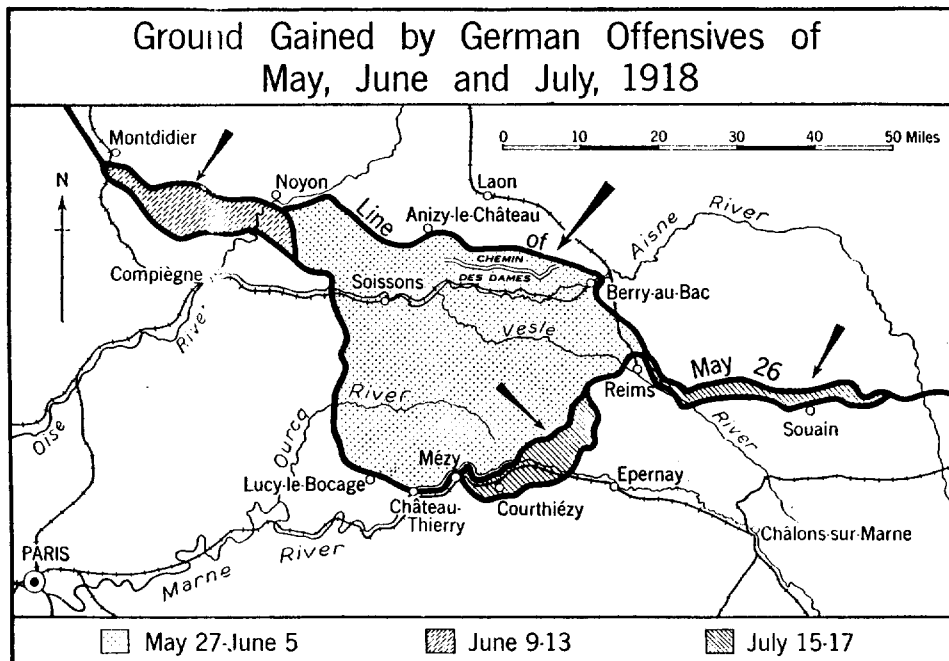 Ground Gained by German Offensives of
May, June and July, 1918
Montdidier
0 10 20 30 40 50 Miles
N
Noyon
Laon
Line of May 26
Anizy-le-Château
Aisne River
CHEMIN
DES DAMES
Compiègne
Soissons
Berry-au-Bac
Vesle River
Oise River
Reims
Souain
Ourcq River
Mézy
Lucy-le-Bocage
Château-
Thierry
Courthiézy
Epernay
Châlons-sur-Marne
PARIS
Marne River
May 27-June 5
June 9-13
July 15-17